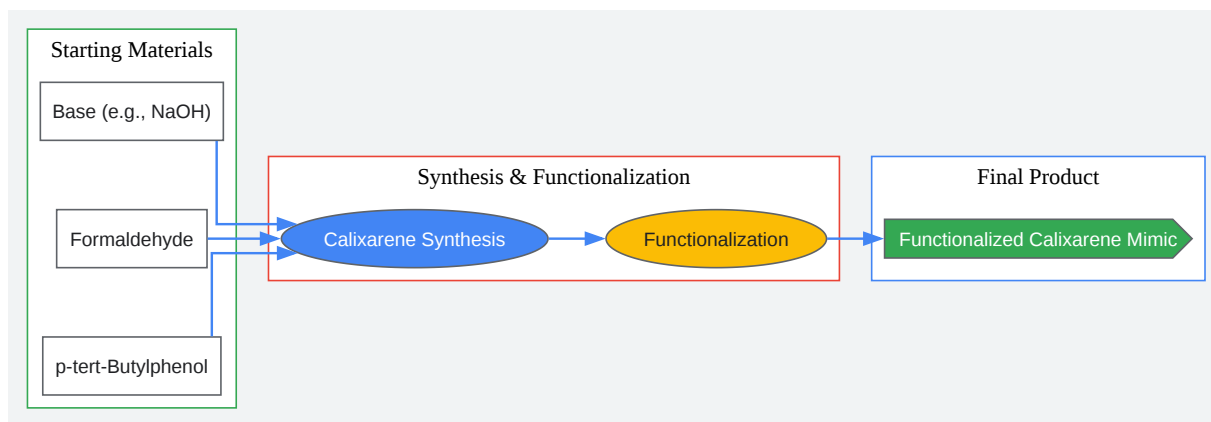 Starting Materials
Base (e.g., NaOH)
Formaldehyde
p-tert-Butylphenol
Synthesis & Functionalization
Calixarene Synthesis
Functionalization
Final Product
Functionalized Calixarene Mimic